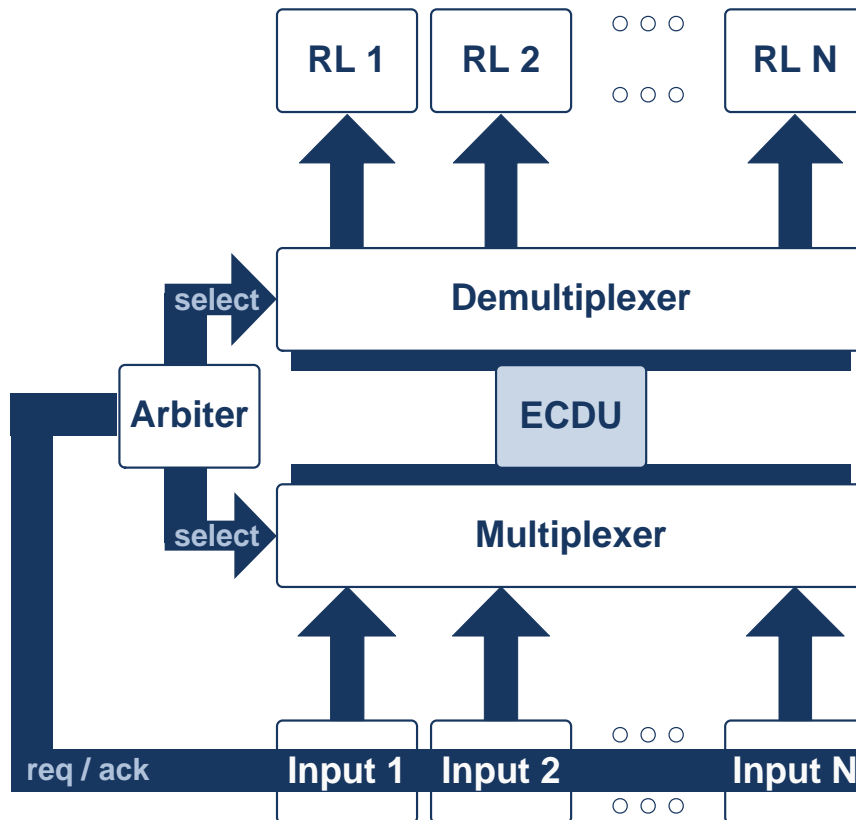 RL 1 RL 2 RL N
select Demultiplexer
Arbiter ECDU
select Multiplexer
req / ack Input 1 Input 2 Input N